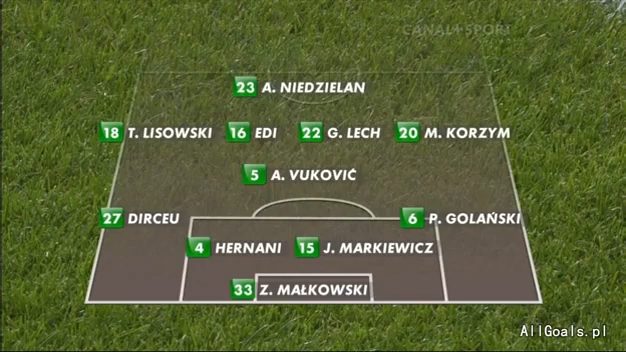 CANAL+ SPORT
23 A. NIEDZIELAN
18 T. LISOWSKI 16 EDI 22 G. LECH 20 M. KORZYM
5 A. VUKOVIĆ
27 DIRCEU 6 P. GOLAŃSKI
4 HERNANI 15 J. MARKIEWICZ
33 Z. MAŁKOWSKI
AllGoals.pl